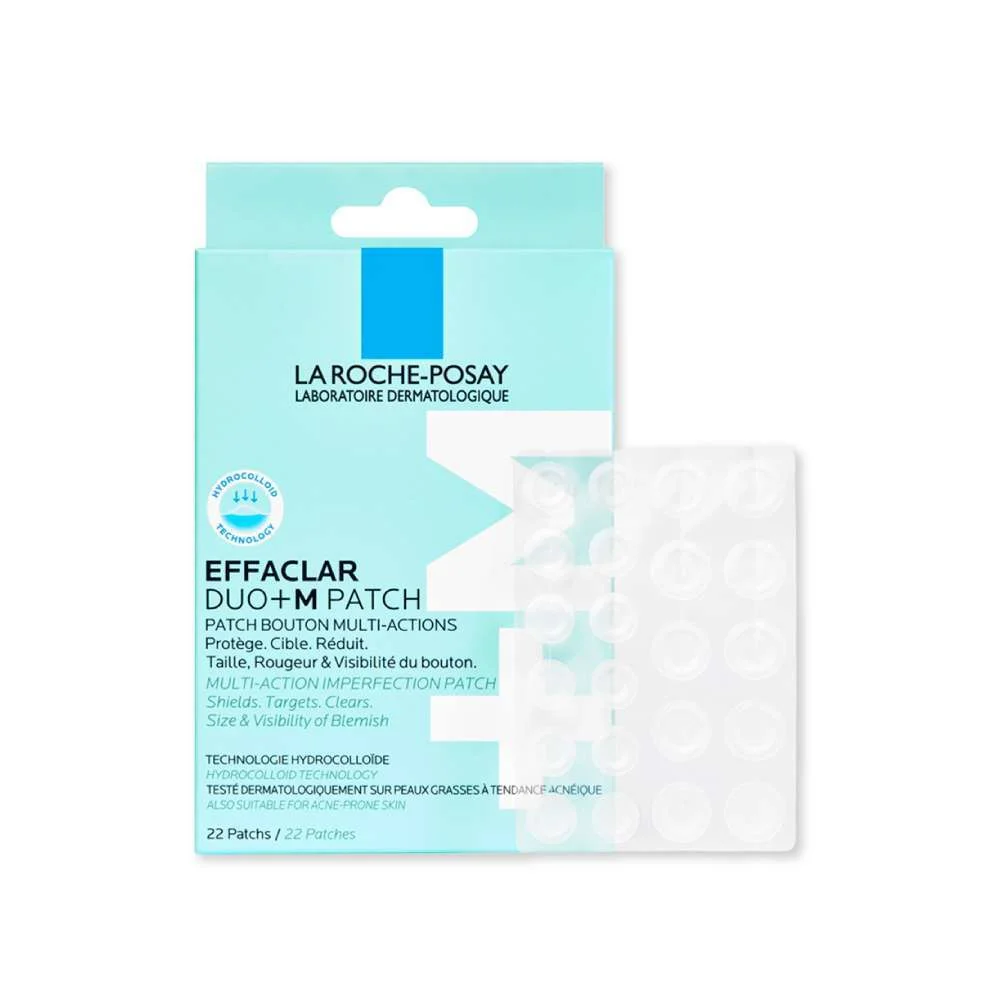 LA ROCHE-POSAY
LABORATOIRE DERMATOLOGIQUE
HYDROCOLLOID
TECHNOLOGY
EFFACLAR
DUO+M PATCH
PATCH BOUTON MULTI-ACTIONS
Protège. Cible. Réduit.
Taille, Rougeur & Visibilité du bouton.
MULTI-ACTION IMPERFECTION PATCH
Shields. Targets. Clears.
Size & Visibility of Blemish
TECHNOLOGIE HYDROCOLLOÏDE
HYDROCOLLOID TECHNOLOGY
TESTÉ DERMATOLOGIQUEMENT SUR PEAUX GRASSES À TENDANCE ACNÉIQUE
ALSO SUITABLE FOR ACNE-PRONE SKIN
22 Patchs / 22 Patches
M+